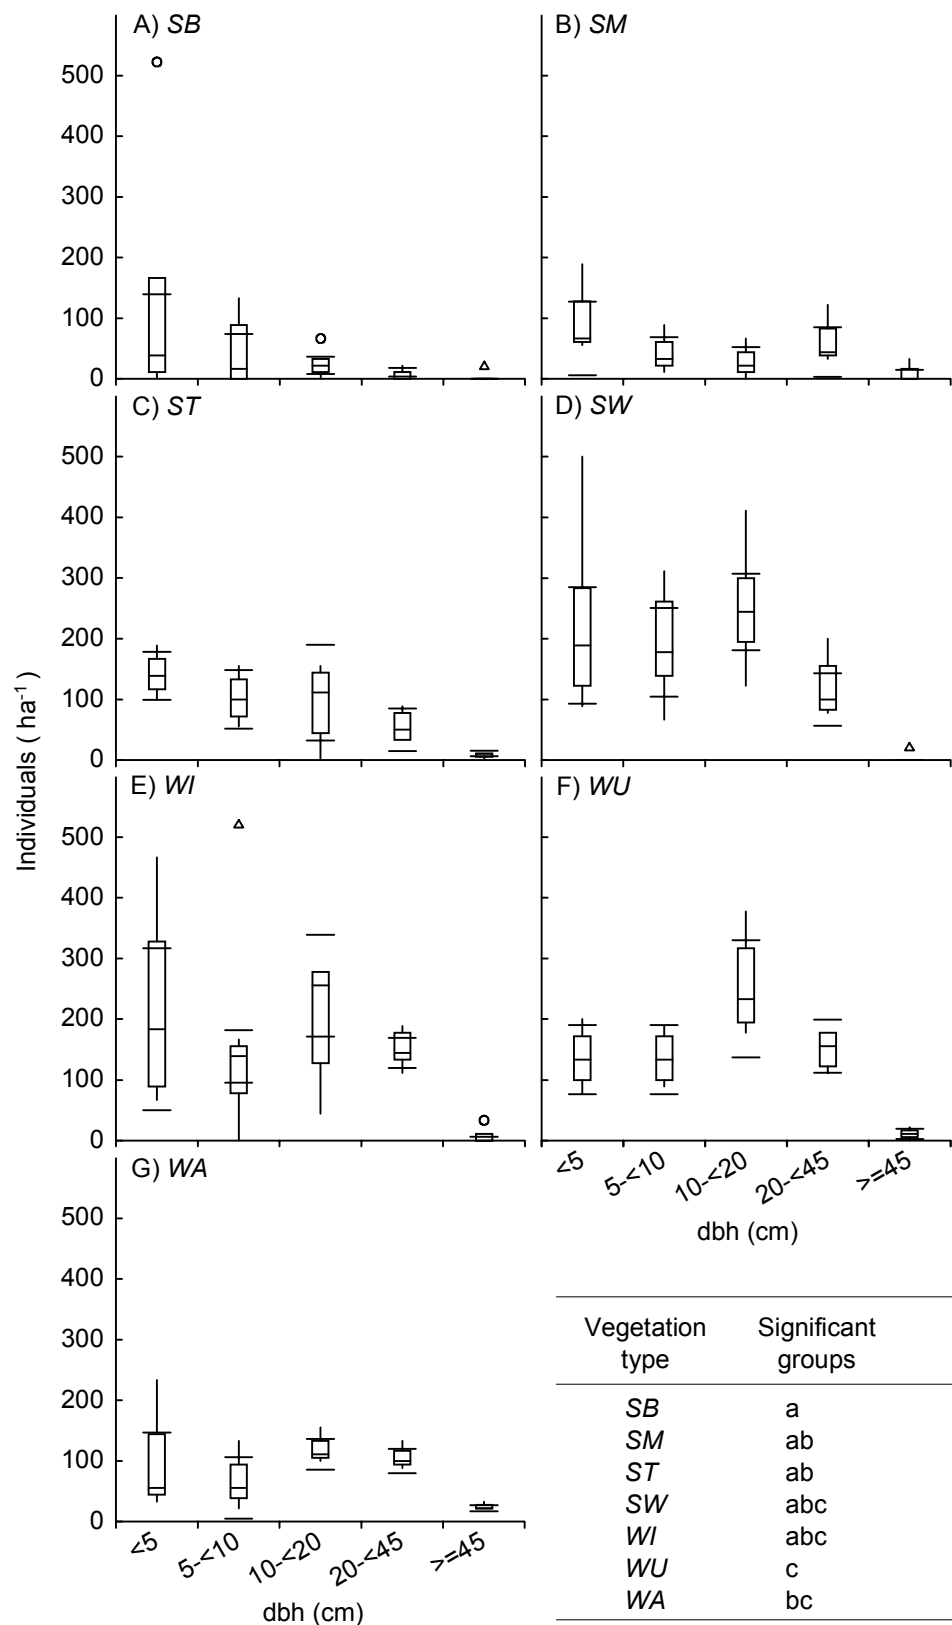 A) SB
B) SM
500
400
300
200
100
0
C) ST
D) SW
500
400
300
200
100
0
Individuals ( ha⁻¹ )
E) WI
F) WU
500
400
300
200
100
0
<5
5-<10
10-<20
20-<45
>=45
dbh (cm)
G) WA
500
400
300
200
100
0
<5
5-<10
10-<20
20-<45
>=45
dbh (cm)
Vegetation type Significant groups
SB a
SM ab
ST ab
SW abc
WI abc
WU c
WA bc